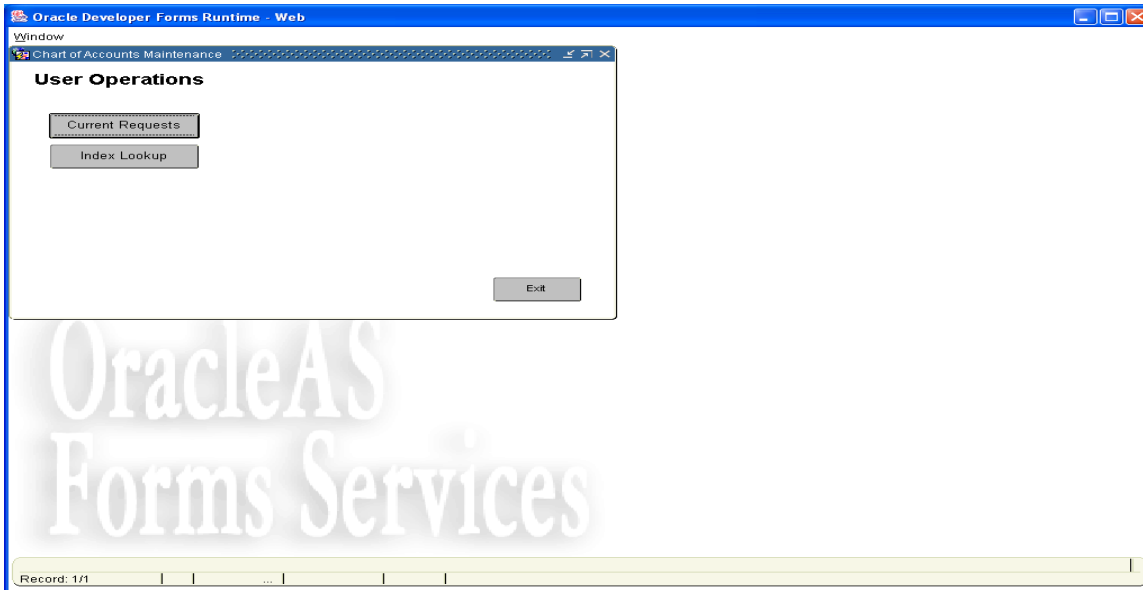 Oracle Developer Forms Runtime - Web
Window
Chart of Accounts Maintenance
User Operations
Current Requests
Index Lookup
Exit
OracleAS
Forms Services
Record: 1/1
...